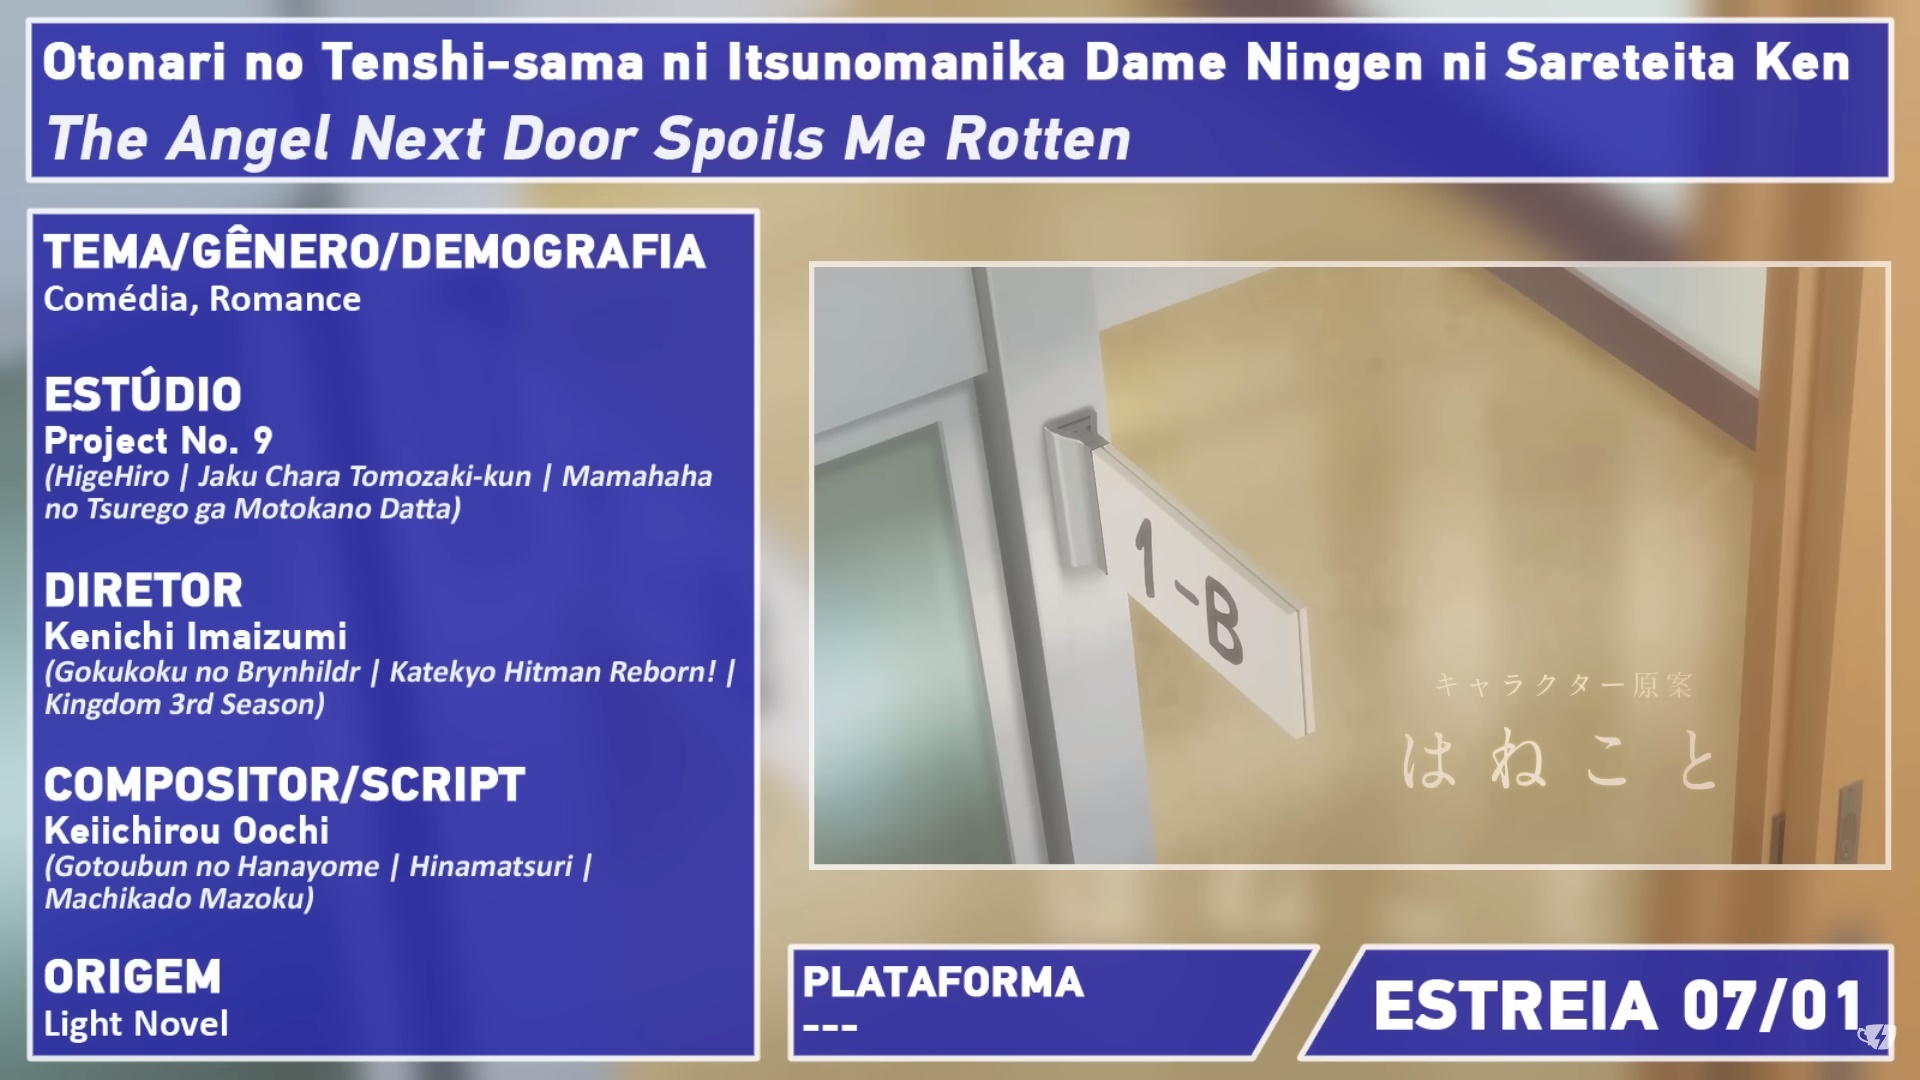 Otonari no Tenshi-sama ni Itsunomanika Dame Ningen ni Sareteita Ken
The Angel Next Door Spoils Me Rotten
TEMA/GÊNERO/DEMOGRAFIA
Comédia, Romance
ESTÚDIO
Project No. 9
(HigeHiro | Jaku Chara Tomozaki-kun | Mamahaha
no Tsurego ga Motokano Datta)
DIRETOR
Kenichi Imaizumi
(Gokukoku no Brynhildr | Katekyo Hitman Reborn! |
Kingdom 3rd Season)
COMPOSITOR/SCRIPT
Keiichirou Oochi
(Gotoubun no Hanayome | Hinamatsuri |
Machikado Mazoku)
ORIGEM
Light Novel
1-B
キャラクター原案
はねこと
PLATAFORMA
---
ESTREIA 07/01